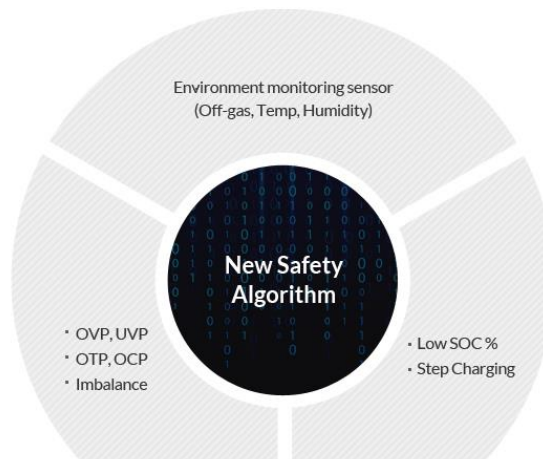 Environment monitoring sensor
(Off-gas, Temp, Humidity)
New Safety
Algorithm
· OVP, UVP
· OTP, OCP
· Imbalance
· Low SOC %
· Step Charging